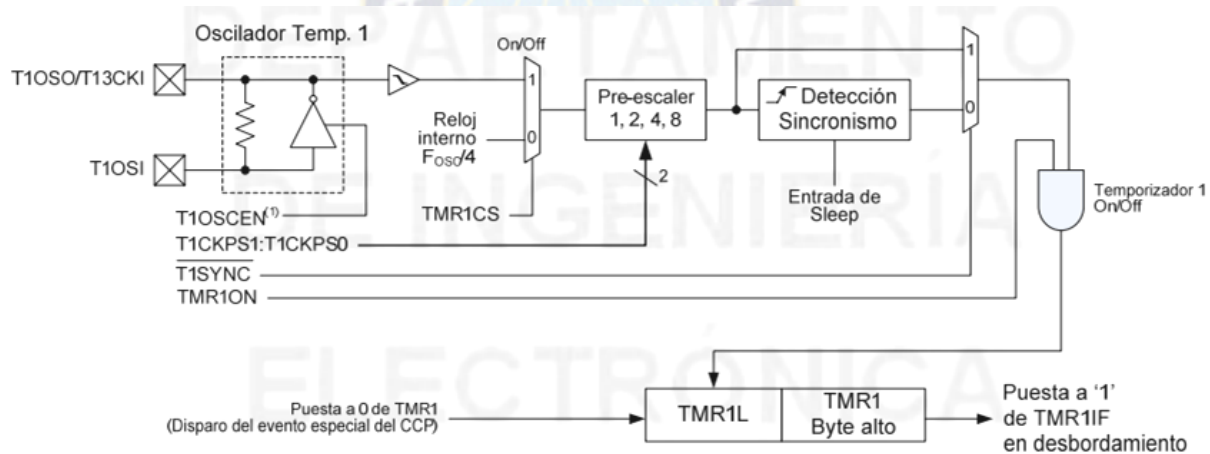 DEPARTAMENTO
DE INGENIERÍA
ELECTRÓNICA
Oscilador Temp. 1
T1OSO/T13CKI
T1OSI
On/Off
1
0
Reloj
interno
FOSO/4
Pre-escaler
1, 2, 4, 8
2
Detección
Sincronismo
1
0
Entrada de
Sleep
Temporizador 1
On/Off
T1OSCEN(1)
TMR1CS
T1CKPS1:T1CKPS0
T1SYNC
TMR1ON
Puesta a 0 de TMR1
(Disparo del evento especial del CCP)
TMR1L
TMR1
Byte alto
Puesta a ‘1’
de TMR1IF
en desbordamiento